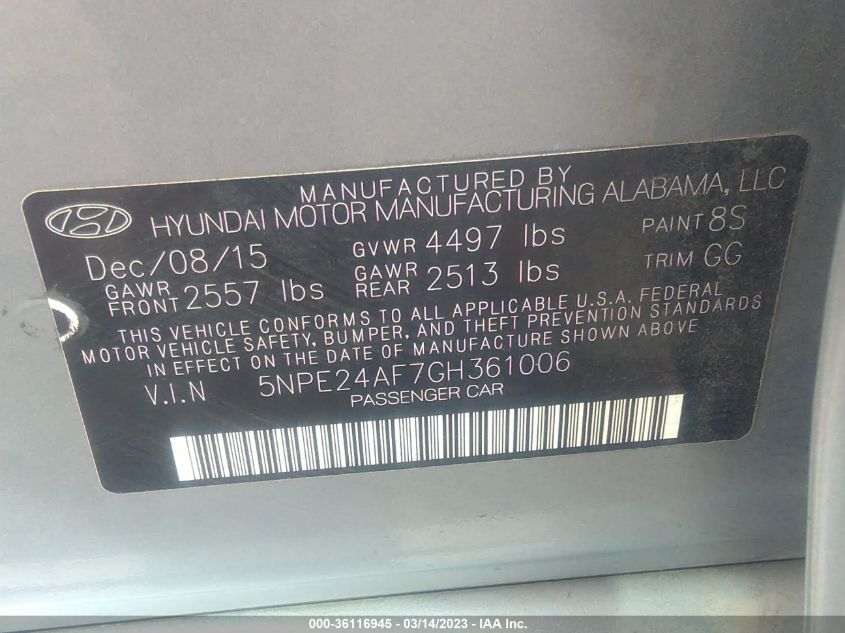 MANUFACTURED BY
HYUNDAI MOTOR MANUFACTURING ALABAMA, LLC
Dec/08/15 GVWR 4497 lbs PAINT 8S
GAWR FRONT 2557 lbs GAWR REAR 2513 lbs TRIM GG
THIS VEHICLE CONFORMS TO ALL APPLICABLE U.S.A. FEDERAL
MOTOR VEHICLE SAFETY, BUMPER, AND THEFT PREVENTION STANDARDS
IN EFFECT ON THE DATE OF MANUFACTURE SHOWN ABOVE
V.I.N 5NPE24AF7GH361006
PASSENGER CAR
000-36116945 — 03/14/2023 — IAA Inc.